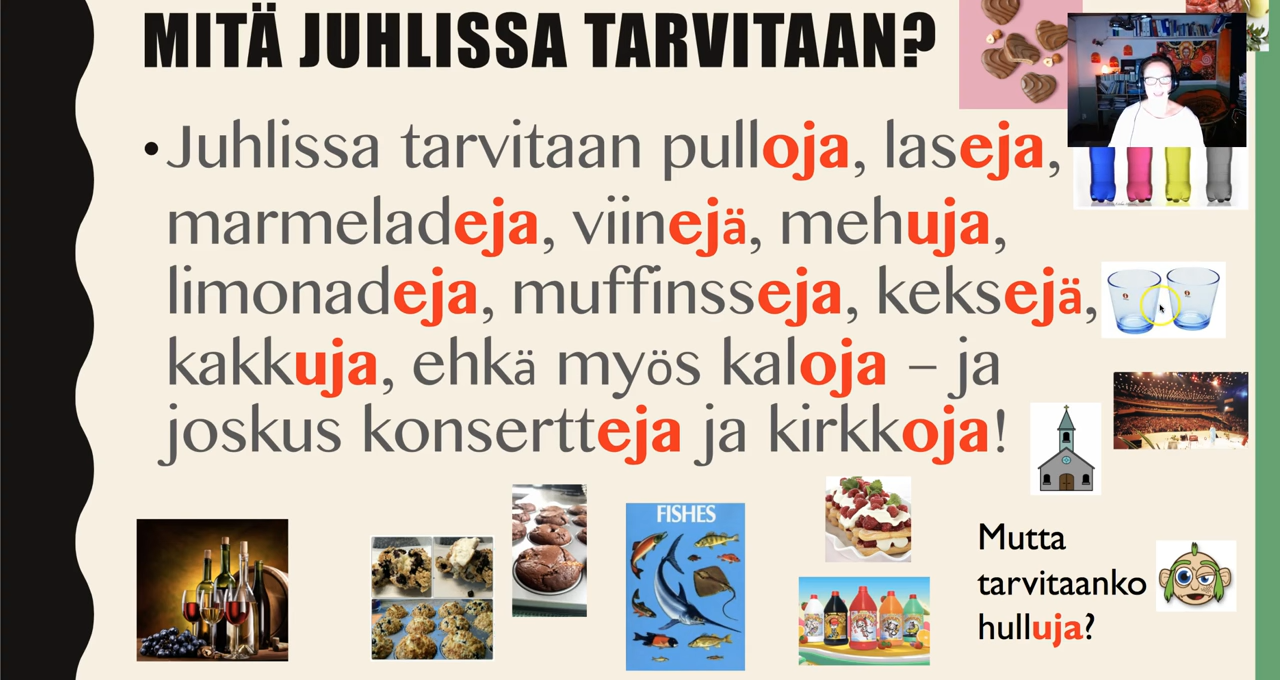 MITÄ JUHLISSA TARVITAAN?
• Juhlissa tarvitaan pulloja, laseja,
marmeladeja, viinejä, mehuja,
limonadeja, muffinsseja, keksejä,
kakkuja, ehkä myös kaloja – ja
joskus konsertteja ja kirkkoja!
FISHES
Mutta
tarvitaanko
hulluja?